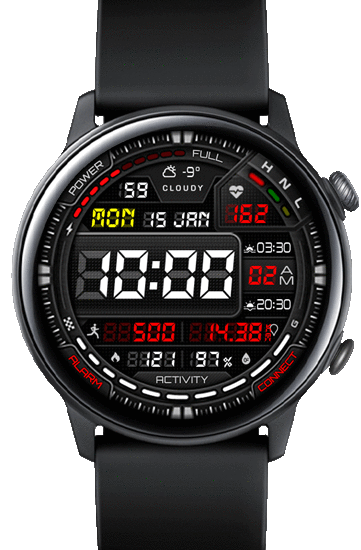 POWER FULL
-9°
H N L
59 CLOUDY
MON 15 JAN 162
03:30
10:00 02 AM
20:30
500 14.38
121 97 %
ALARM ACTIVITY CONNECT G